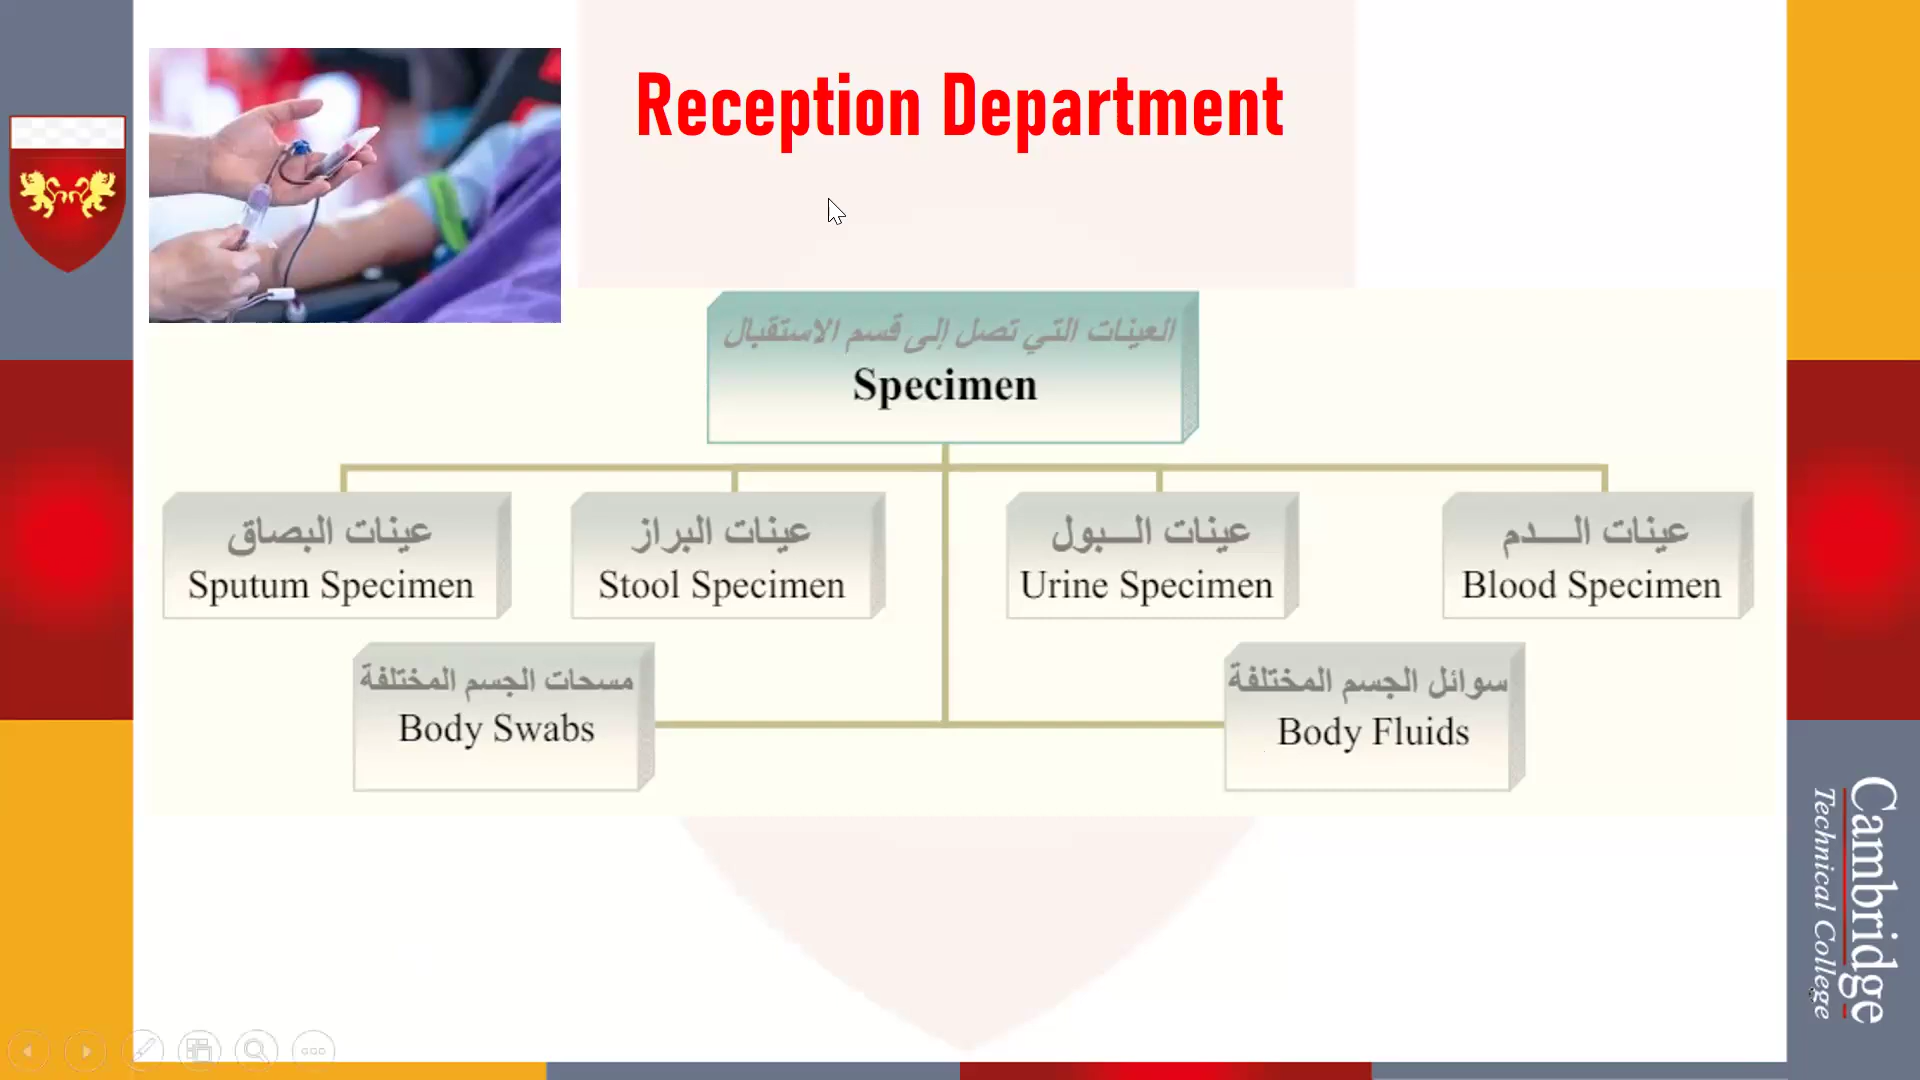 Reception Department
العينات التي تصل إلى قسم الاستقبال
Specimen
عينات البصاق
Sputum Specimen
عينات البراز
Stool Specimen
عينات الـــبول
Urine Specimen
عينات الـــدم
Blood Specimen
مسحات الجسم المختلفة
Body Swabs
سوائل الجسم المختلفة
Body Fluids
Cambridge
Technical College